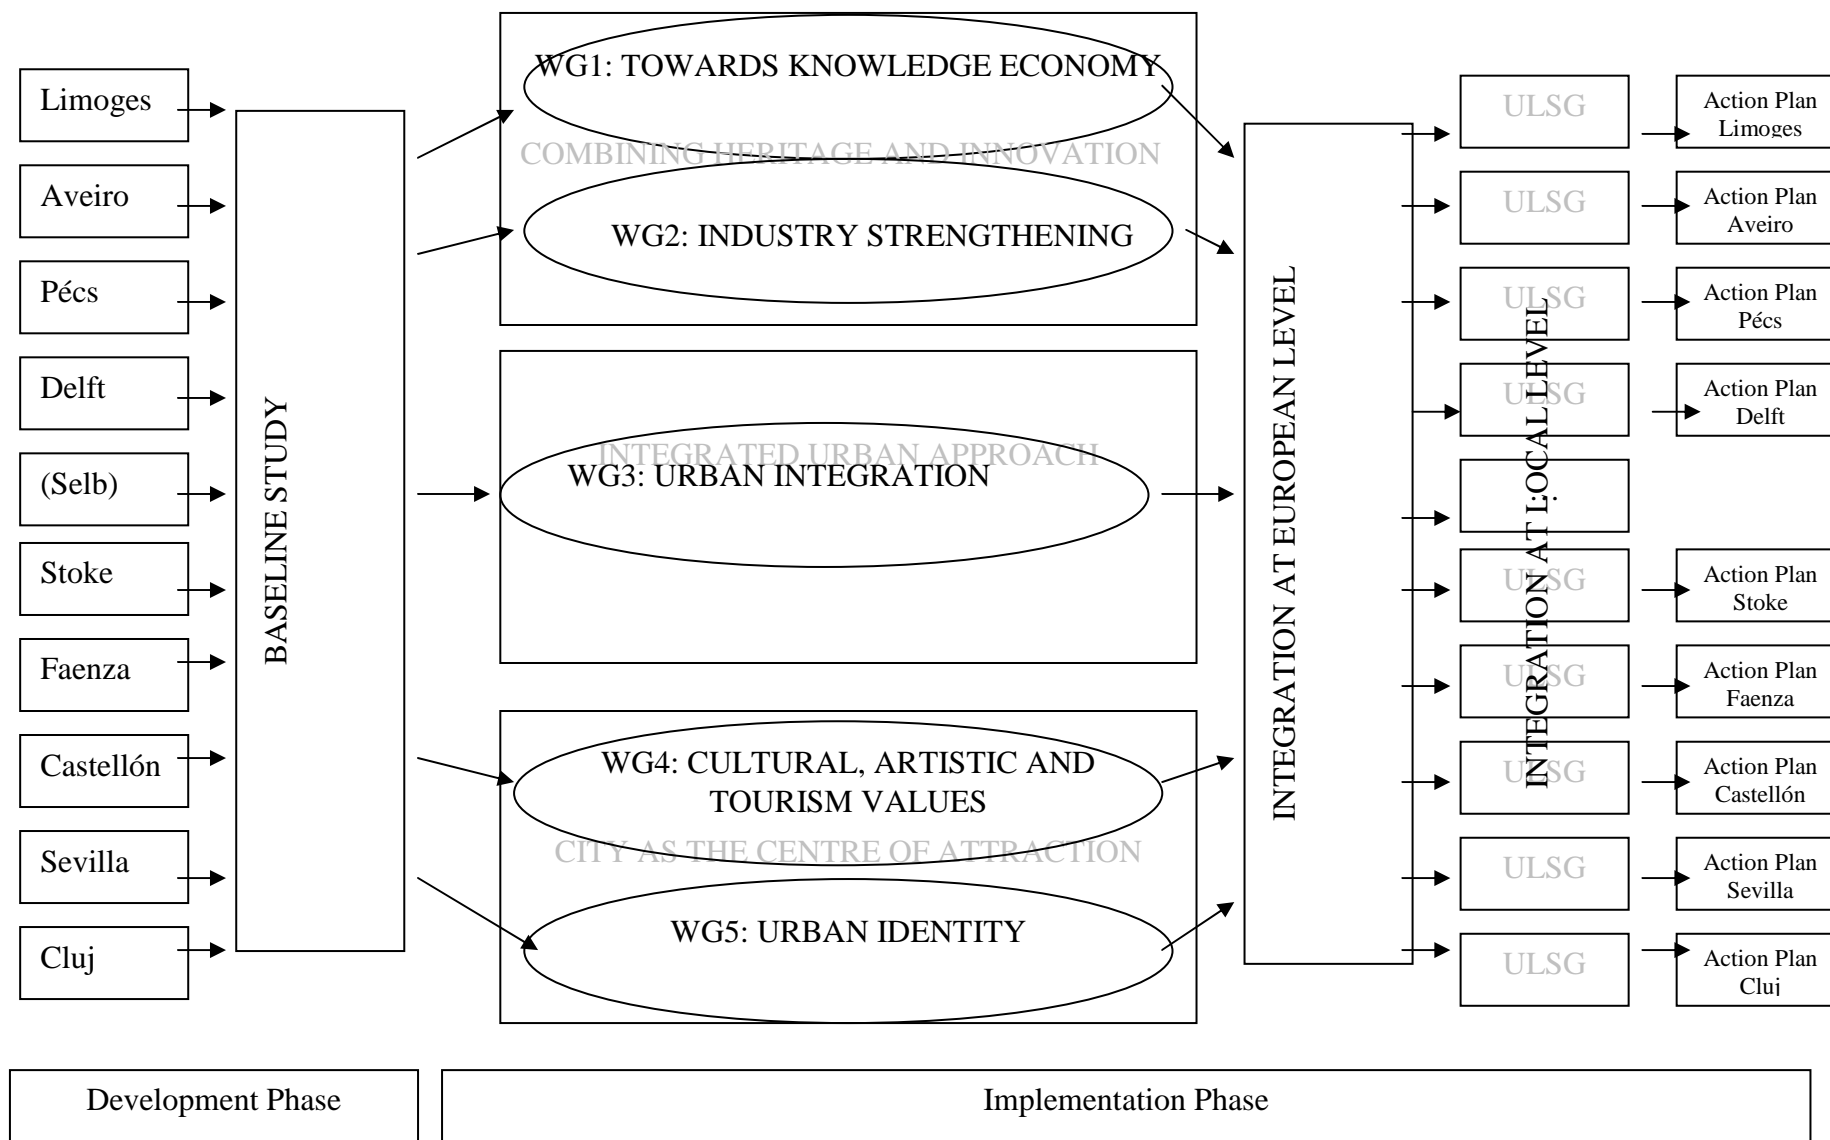 Limoges
Aveiro
Pécs
Delft
(Selb)
Stoke
Faenza
Castellón
Sevilla
Cluj
BASELINE STUDY
WG1: TOWARDS KNOWLEDGE ECONOMY
COMBINING HERITAGE AND INNOVATION
WG2: INDUSTRY STRENGTHENING
INTEGRATED URBAN APPROACH
WG3: URBAN INTEGRATION
WG4: CULTURAL, ARTISTIC AND
TOURISM VALUES
CITY AS THE CENTRE OF ATTRACTION
WG5: URBAN IDENTITY
INTEGRATION AT EUROPEAN LEVEL
ULSG
ULSG
ULSG
ULSG
ULSG
ULSG
ULSG
ULSG
ULSG
INTEGRATION AT LOCAL LEVEL
Action Plan
Limoges
Action Plan
Aveiro
Action Plan
Pécs
Action Plan
Delft
Action Plan
Stoke
Action Plan
Faenza
Action Plan
Castellón
Action Plan
Sevilla
Action Plan
Cluj
Development Phase
Implementation Phase